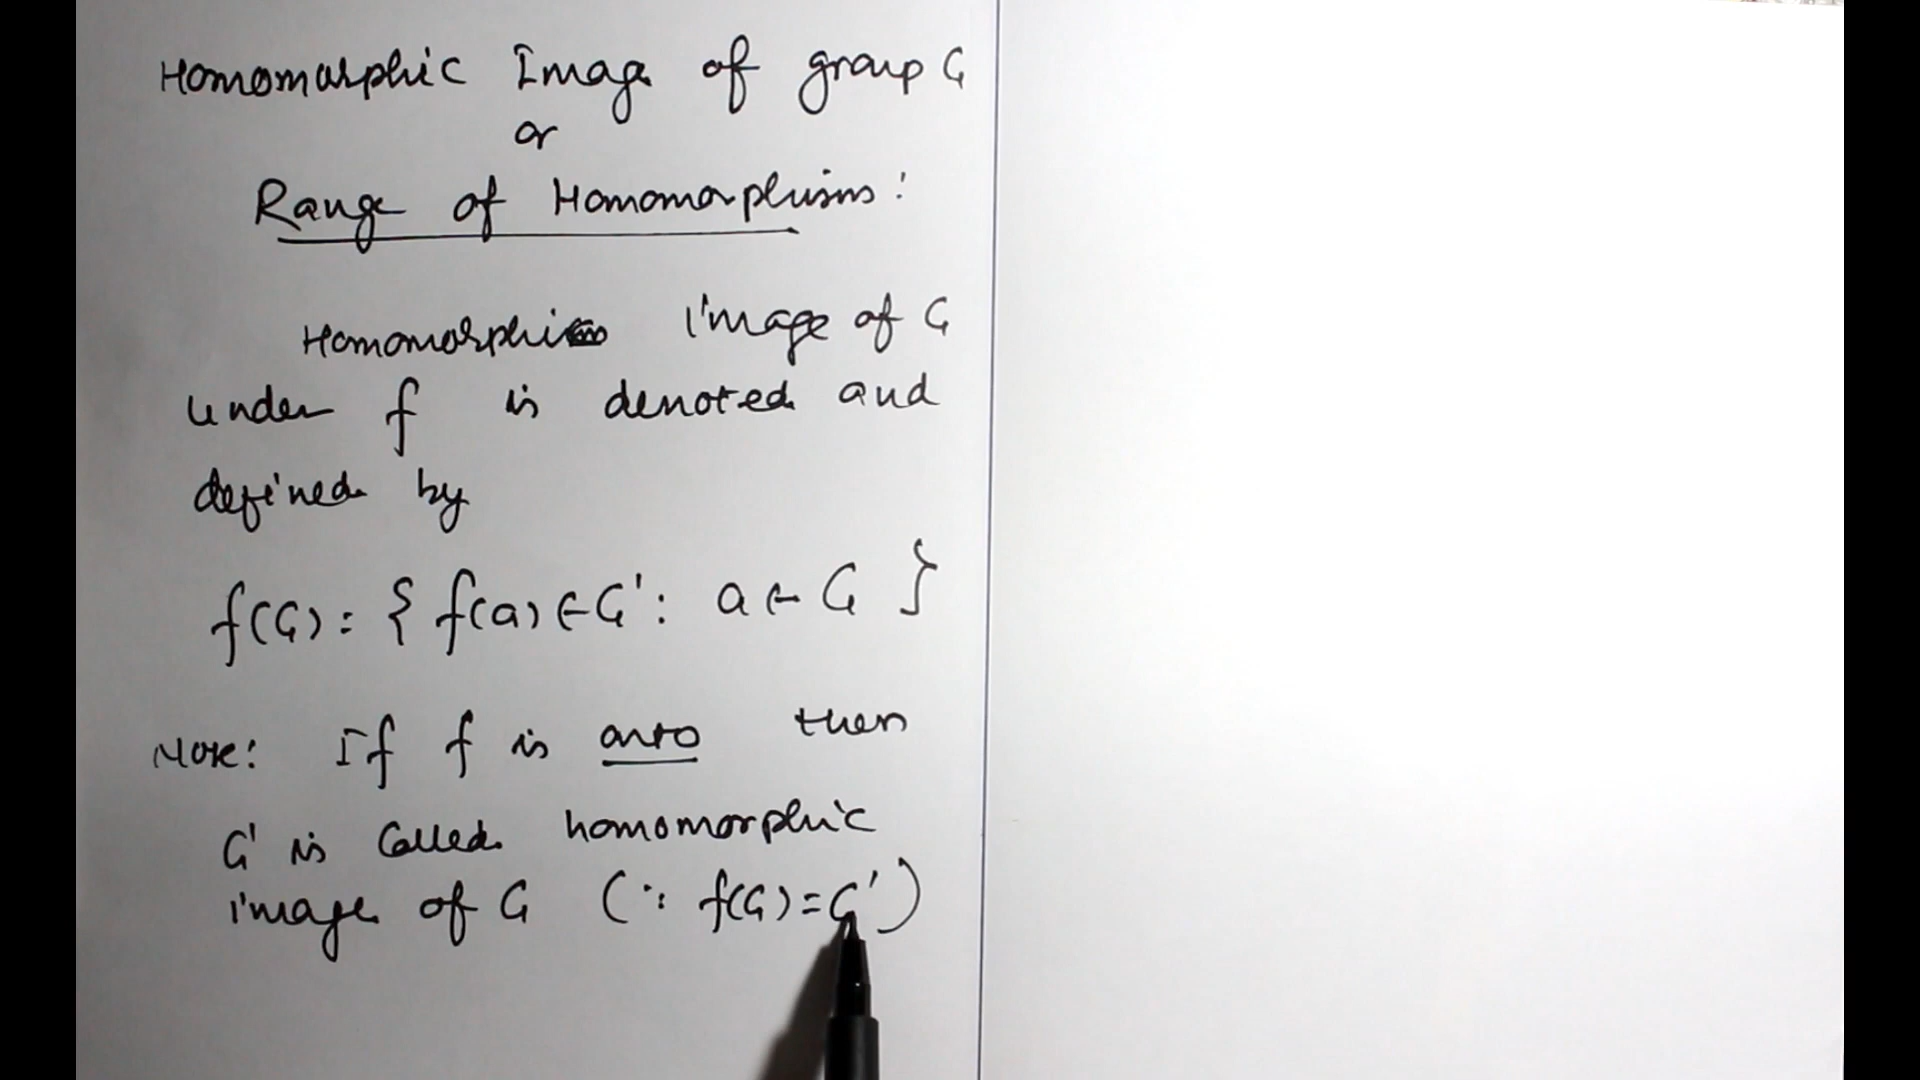 Homomorphic Image of group G
or
Range of Homomorphism:
Homomorphic image of G
under f is denoted and
defined by
f(G) = { f(a) ∈ G' : a ∈ G }
Note: If f is onto then
G' is called homomorphic
image of G (∵ f(G) = G')